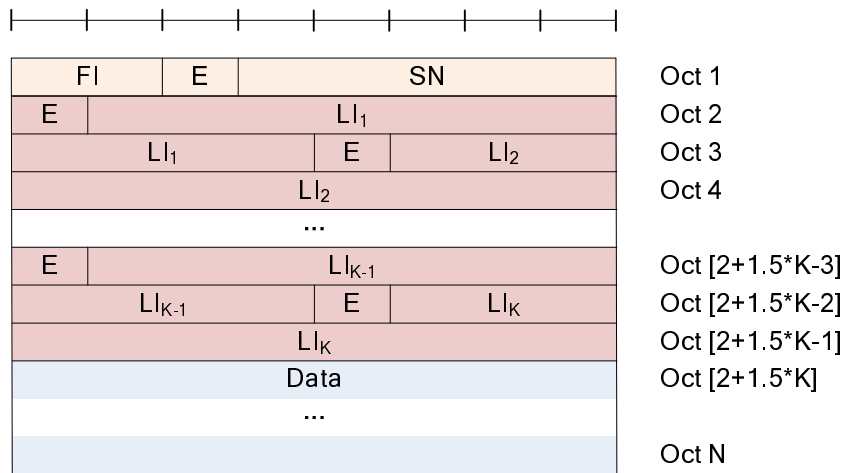 FI E SN Oct 1
E LI₁ Oct 2
LI₁ E LI₂ Oct 3
LI₂ Oct 4
...
E LIK-1 Oct [2+1.5*K-3]
LIK-1 E LIK Oct [2+1.5*K-2]
LIK Oct [2+1.5*K-1]
Data Oct [2+1.5*K]
...
Oct N